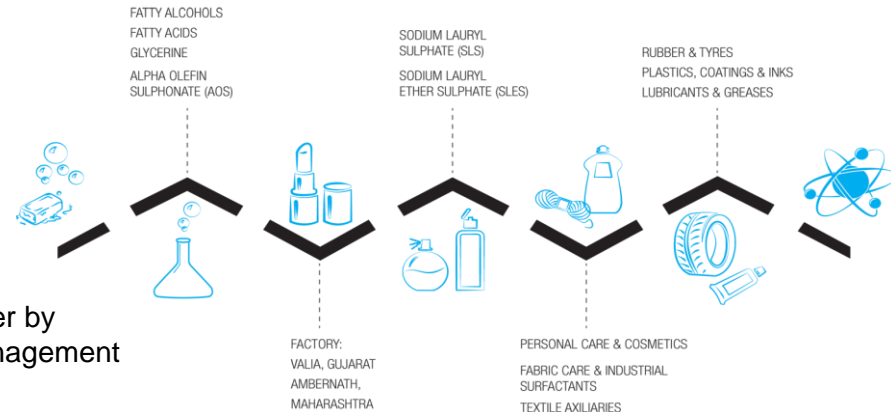 FATTY ALCOHOLS
FATTY ACIDS
GLYCERINE
ALPHA OLEFIN
SULPHONATE (AOS)
SODIUM LAURYL
SULPHATE (SLS)
SODIUM LAURYL
ETHER SULPHATE (SLES)
RUBBER & TYRES
PLASTICS, COATINGS & INKS
LUBRICANTS & GREASES
er by
nagement
FACTORY:
VALIA, GUJARAT
AMBERNATH,
MAHARASHTRA
PERSONAL CARE & COSMETICS
FABRIC CARE & INDUSTRIAL
SURFACTANTS
TEXTILE AXILIARIES